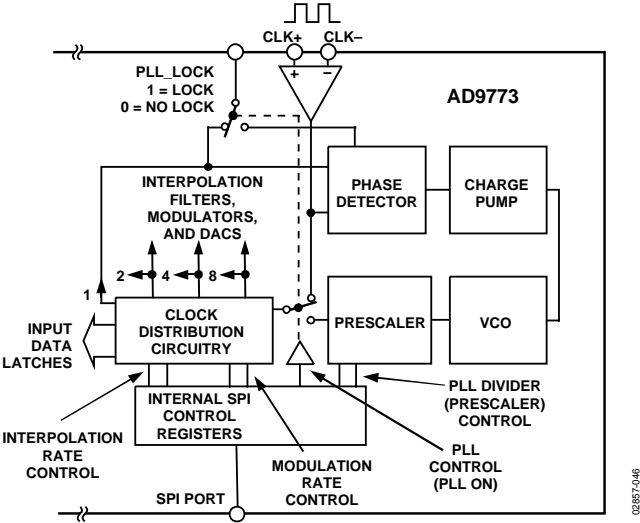 CLK+
CLK–
PLL_LOCK
1 = LOCK
0 = NO LOCK
+ –
AD9773
INTERPOLATION
FILTERS,
MODULATORS,
AND DACS
PHASE
DETECTOR
CHARGE
PUMP
2
4
8
1
CLOCK
DISTRIBUTION
CIRCUITRY
PRESCALER
VCO
INPUT
DATA
LATCHES
INTERNAL SPI
CONTROL
REGISTERS
PLL DIVIDER
(PRESCALER)
CONTROL
INTERPOLATION
RATE
CONTROL
MODULATION
RATE
CONTROL
PLL
CONTROL
(PLL ON)
SPI PORT
02857-046